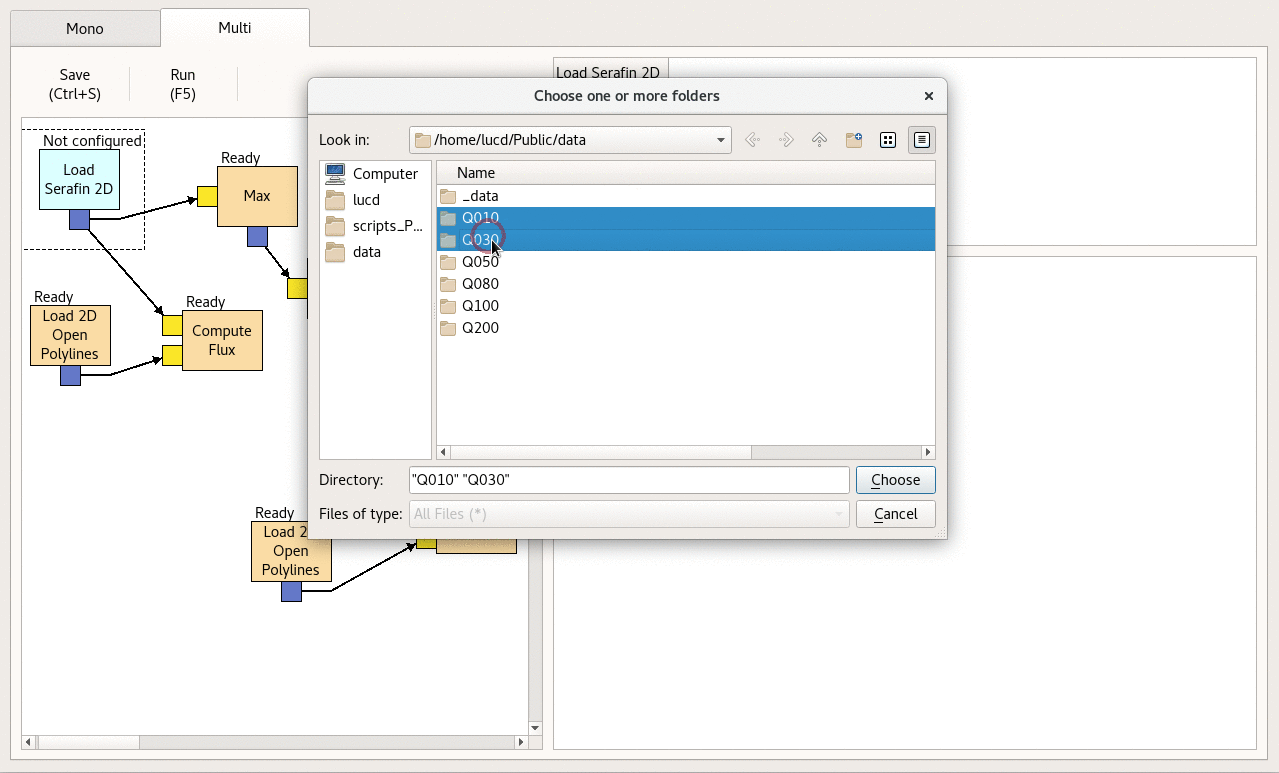 Mono
Multi
Save
(Ctrl+S)
Run
(F5)
Load Serafin 2D
Not configured
Load
Serafin 2D
Ready
Max
Ready
Load 2D
Open
Polylines
Ready
Compute
Flux
Ready
Load 2
Open
Polylines
Choose one or more folders
Look in:
/home/lucd/Public/data
Computer
lucd
scripts_P...
data
Name
_data
Q010
Q030
Q050
Q080
Q100
Q200
Directory:
"Q010" "Q030"
Choose
Files of type:
All Files (*)
Cancel